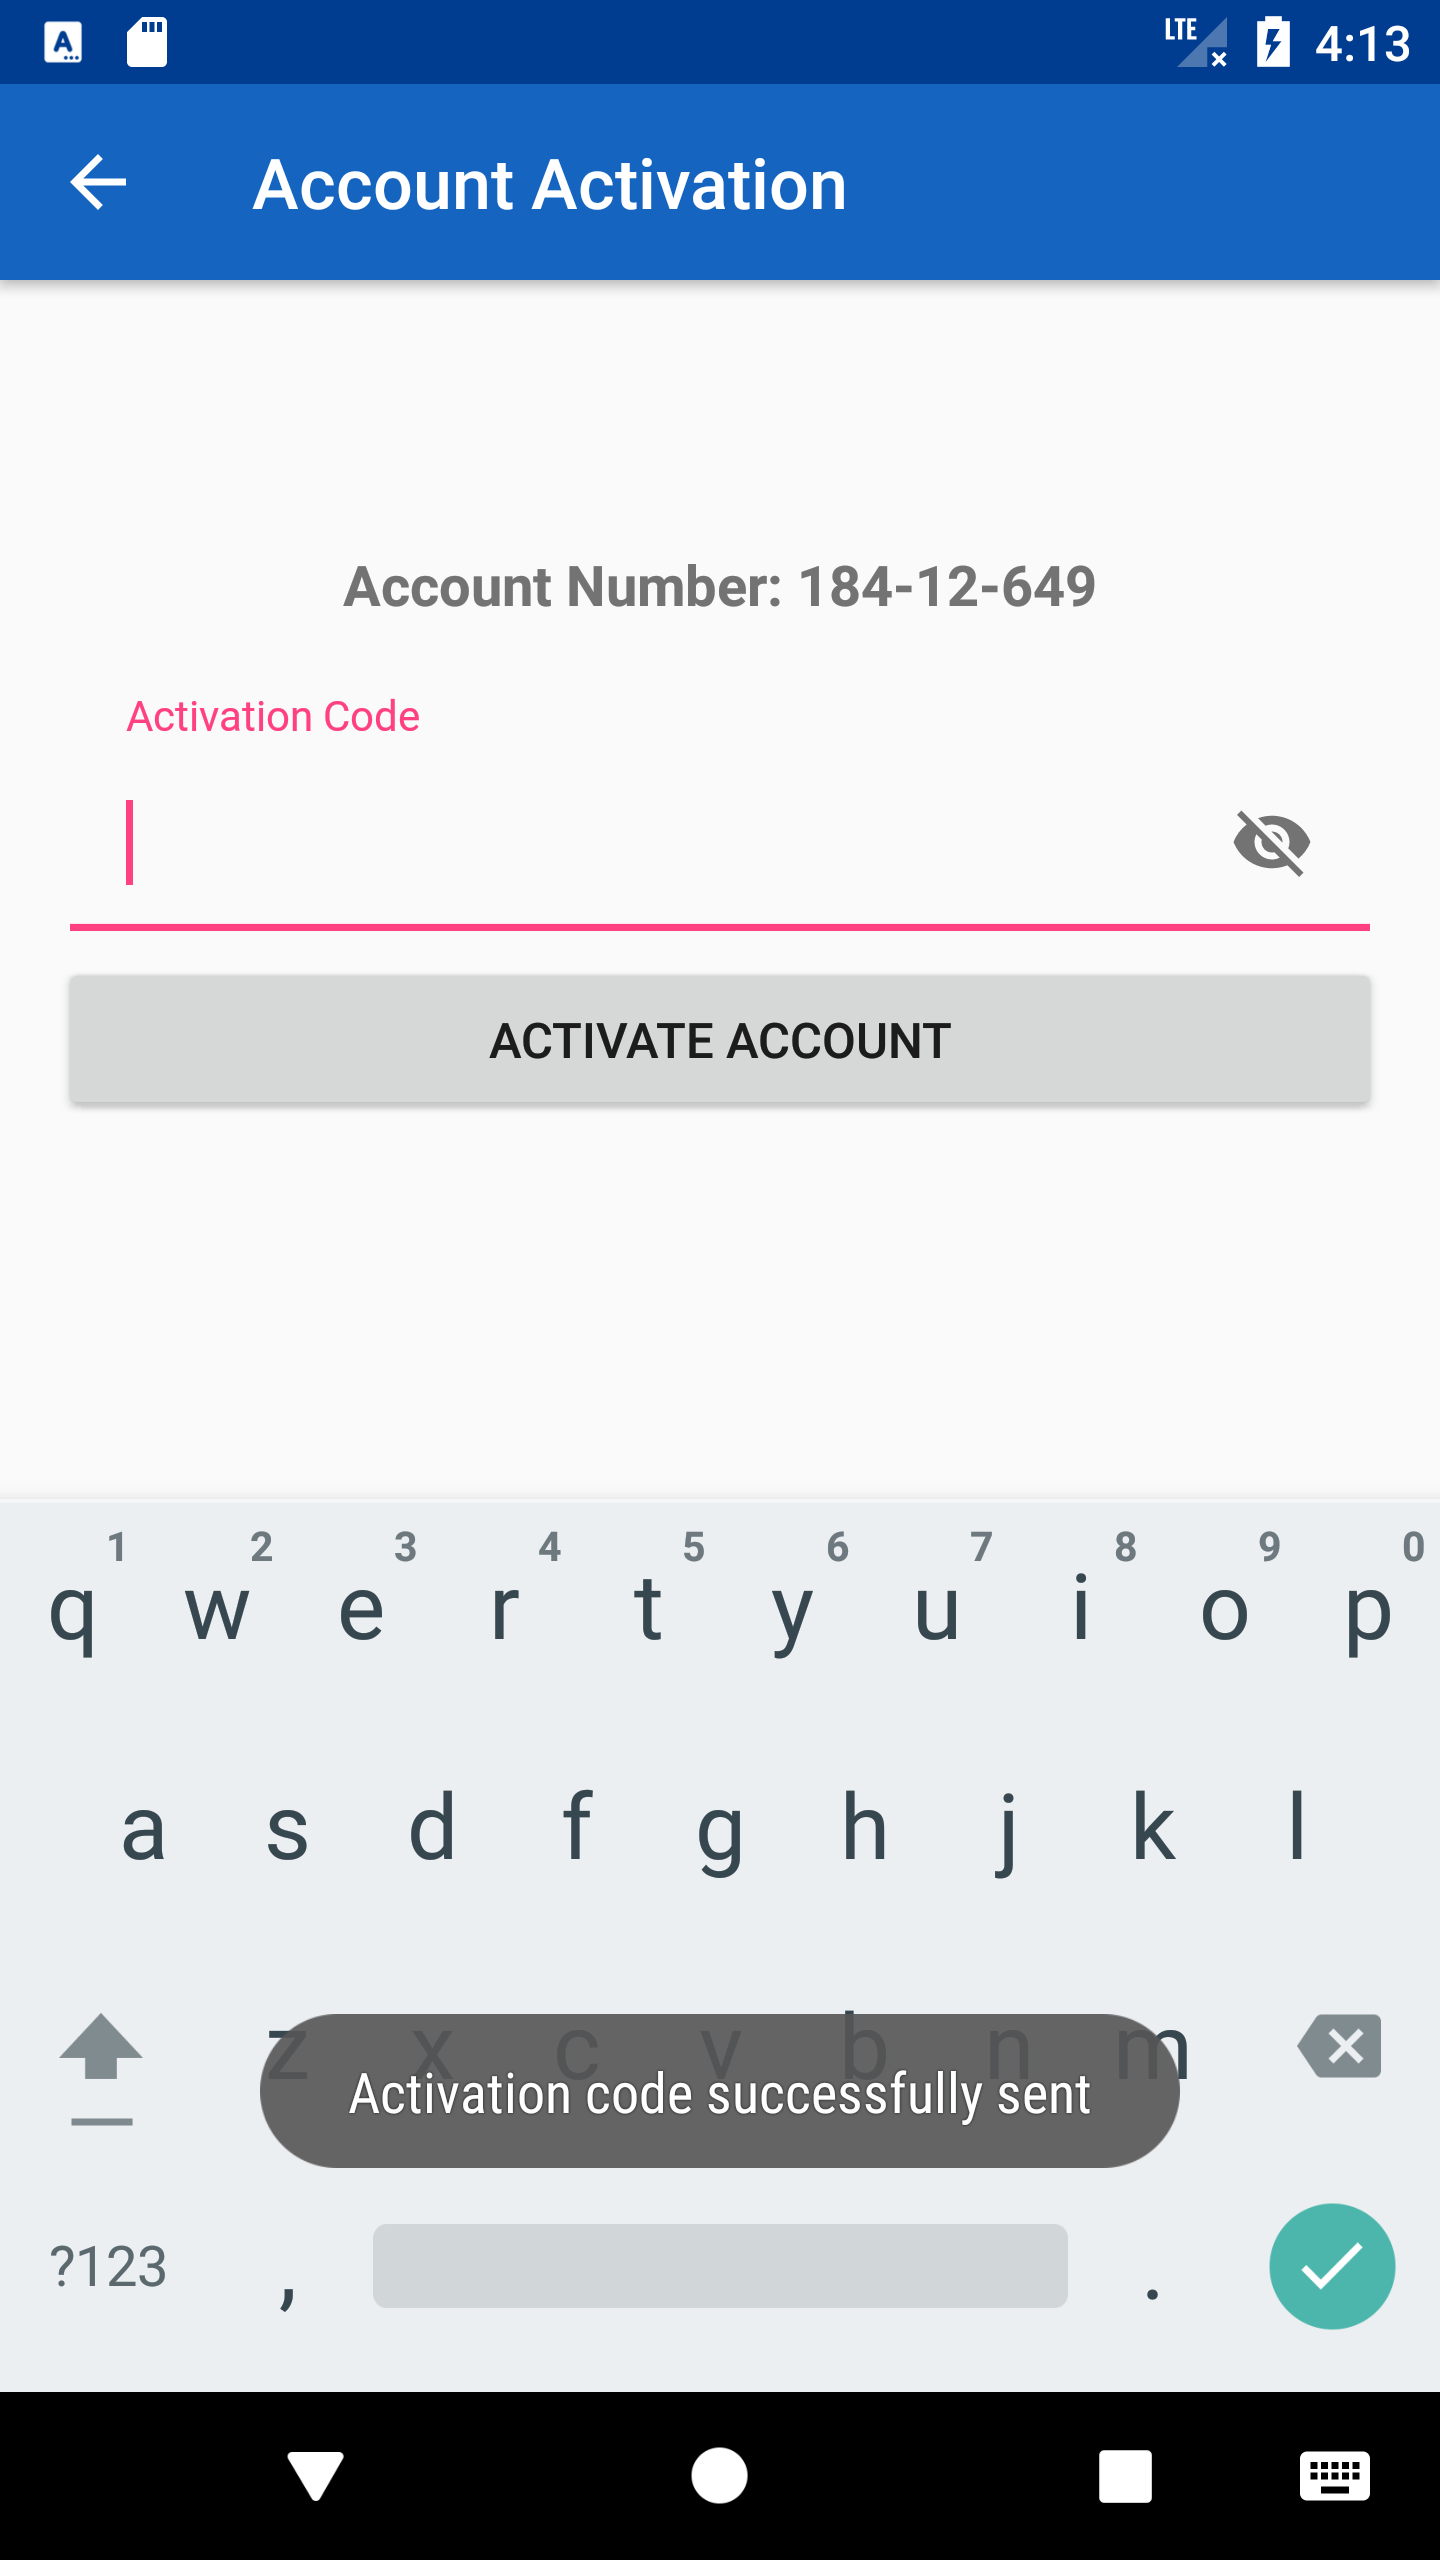 A
LTE 4:13
Account Activation
Account Number: 184-12-649
Activation Code
ACTIVATE ACCOUNT
1 2 3 4 5 6 7 8 9 0
q w e r t y u i o p
a s d f g h j k l
z x c v b n m
Activation code successfully sent
?123 , .